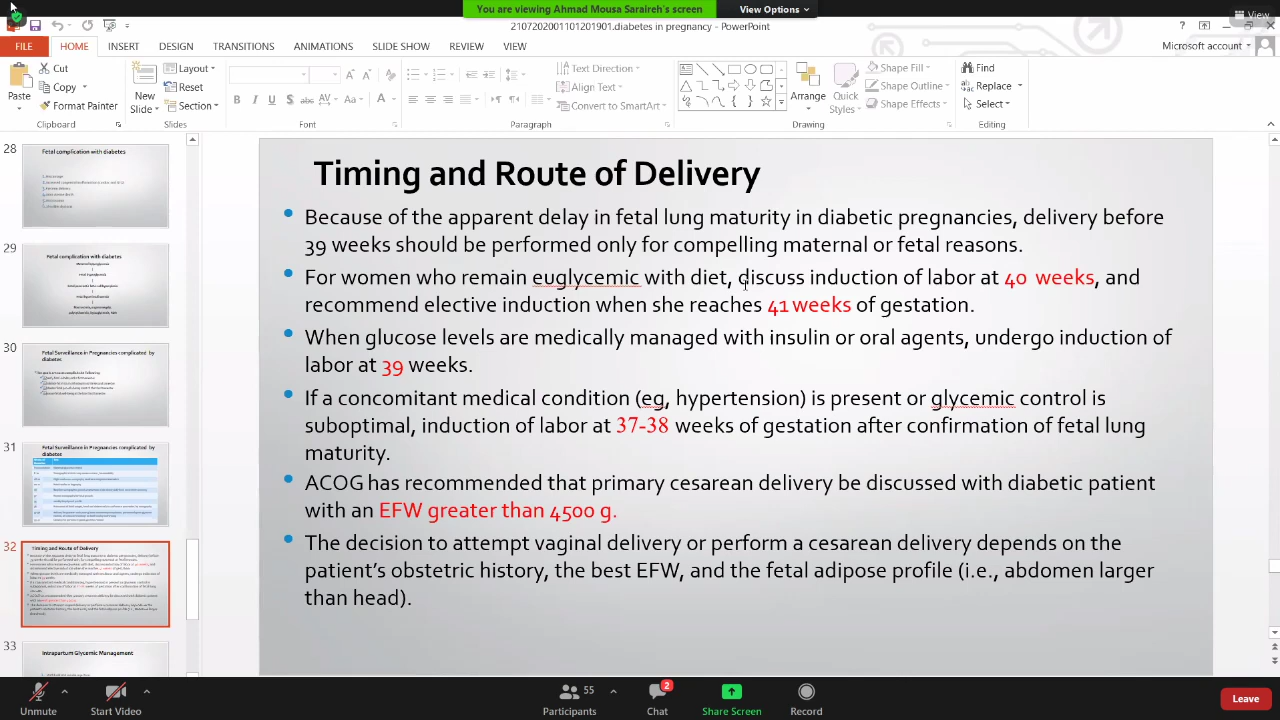 You are viewing Ahmad Mousa Saraireh's screen
View Options
View
2107202001101201901.diabetes in pregnancy - PowerPoint
FILE HOME INSERT DESIGN TRANSITIONS ANIMATIONS SLIDE SHOW REVIEW VIEW
Microsoft account
Paste
Cut
Copy
Format Painter
Clipboard
New Slide
Layout
Reset
Section
Slides
Font
Text Direction
Align Text
Convert to SmartArt
Paragraph
Arrange
Quick Styles
Shape Fill
Shape Outline
Shape Effects
Drawing
Find
Replace
Select
Editing
28
Fetal complication with diabetes
29
Fetal complication with diabetes
30
Fetal Surveillance in Pregnancies complicated by
diabetes
31
Fetal Surveillance in Pregnancies complicated by
diabetes
32
Timing and Route of Delivery
33
Intrapartum Glycemic Management
Timing and Route of Delivery
• Because of the apparent delay in fetal lung maturity in diabetic pregnancies, delivery before
39 weeks should be performed only for compelling maternal or fetal reasons.
• For women who remain euglycemic with diet, discuss induction of labor at 40 weeks, and
recommend elective induction when she reaches 41 weeks of gestation.
• When glucose levels are medically managed with insulin or oral agents, undergo induction of
labor at 39 weeks.
• If a concomitant medical condition (eg, hypertension) is present or glycemic control is
suboptimal, induction of labor at 37-38 weeks of gestation after confirmation of fetal lung
maturity.
• ACOG has recommended that primary cesarean delivery be discussed with diabetic patient
with an EFW greater than 4500 g.
• The decision to attempt vaginal delivery or perform a cesarean delivery depends on the
patient's obstetric history, the best EFW, and the fetal adipose profile (i.e., abdomen larger
than head).
Unmute
Start Video
55
Participants
2
Chat
Share Screen
Record
Leave